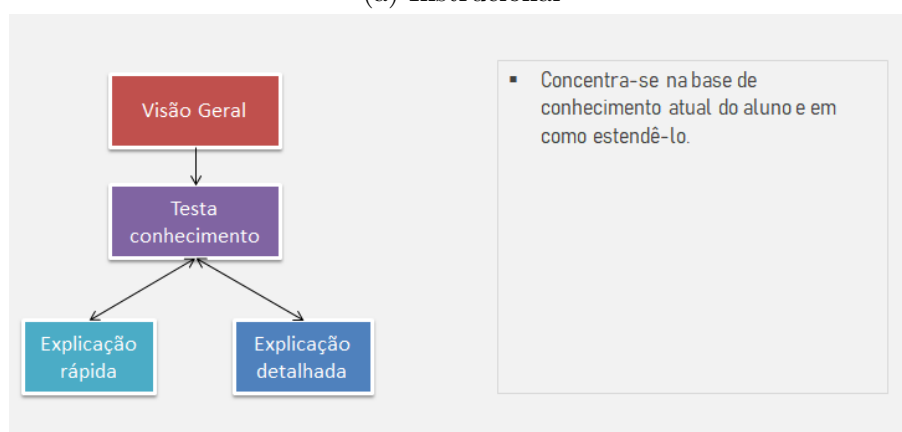 (a) Instrucional
Visão Geral
Testa
conhecimento
Explicação
rápida
Explicação
detalhada
▪ Concentra-se na base de
conhecimento atual do aluno e em
como estendê-lo.